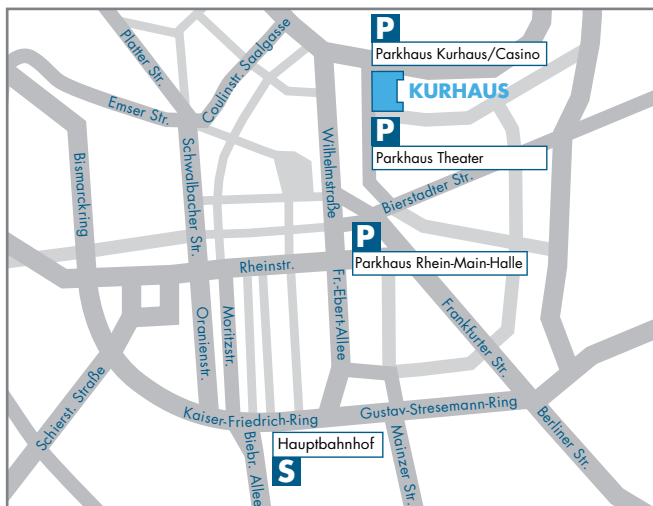 P
Parkhaus Kurhaus/Casino
KURHAUS
P
Parkhaus Theater
Platter Str.
Coulinstr. Saalgasse
Emser Str.
Bismarckring
Schwalbacher Str.
Wilhelmstraße
Bierstadter Str.
P
Parkhaus Rhein-Main-Halle
Rheinstr.
Fr.-Ebert-Allee
Oranienstr.
Moritzstr.
Frankfurter Str.
Schierst. Straße
Kaiser-Friedrich-Ring
Gustav-Stresemann-Ring
Hauptbahnhof
S
Biebr. Allee
Mainzer Str.
Berliner Str.